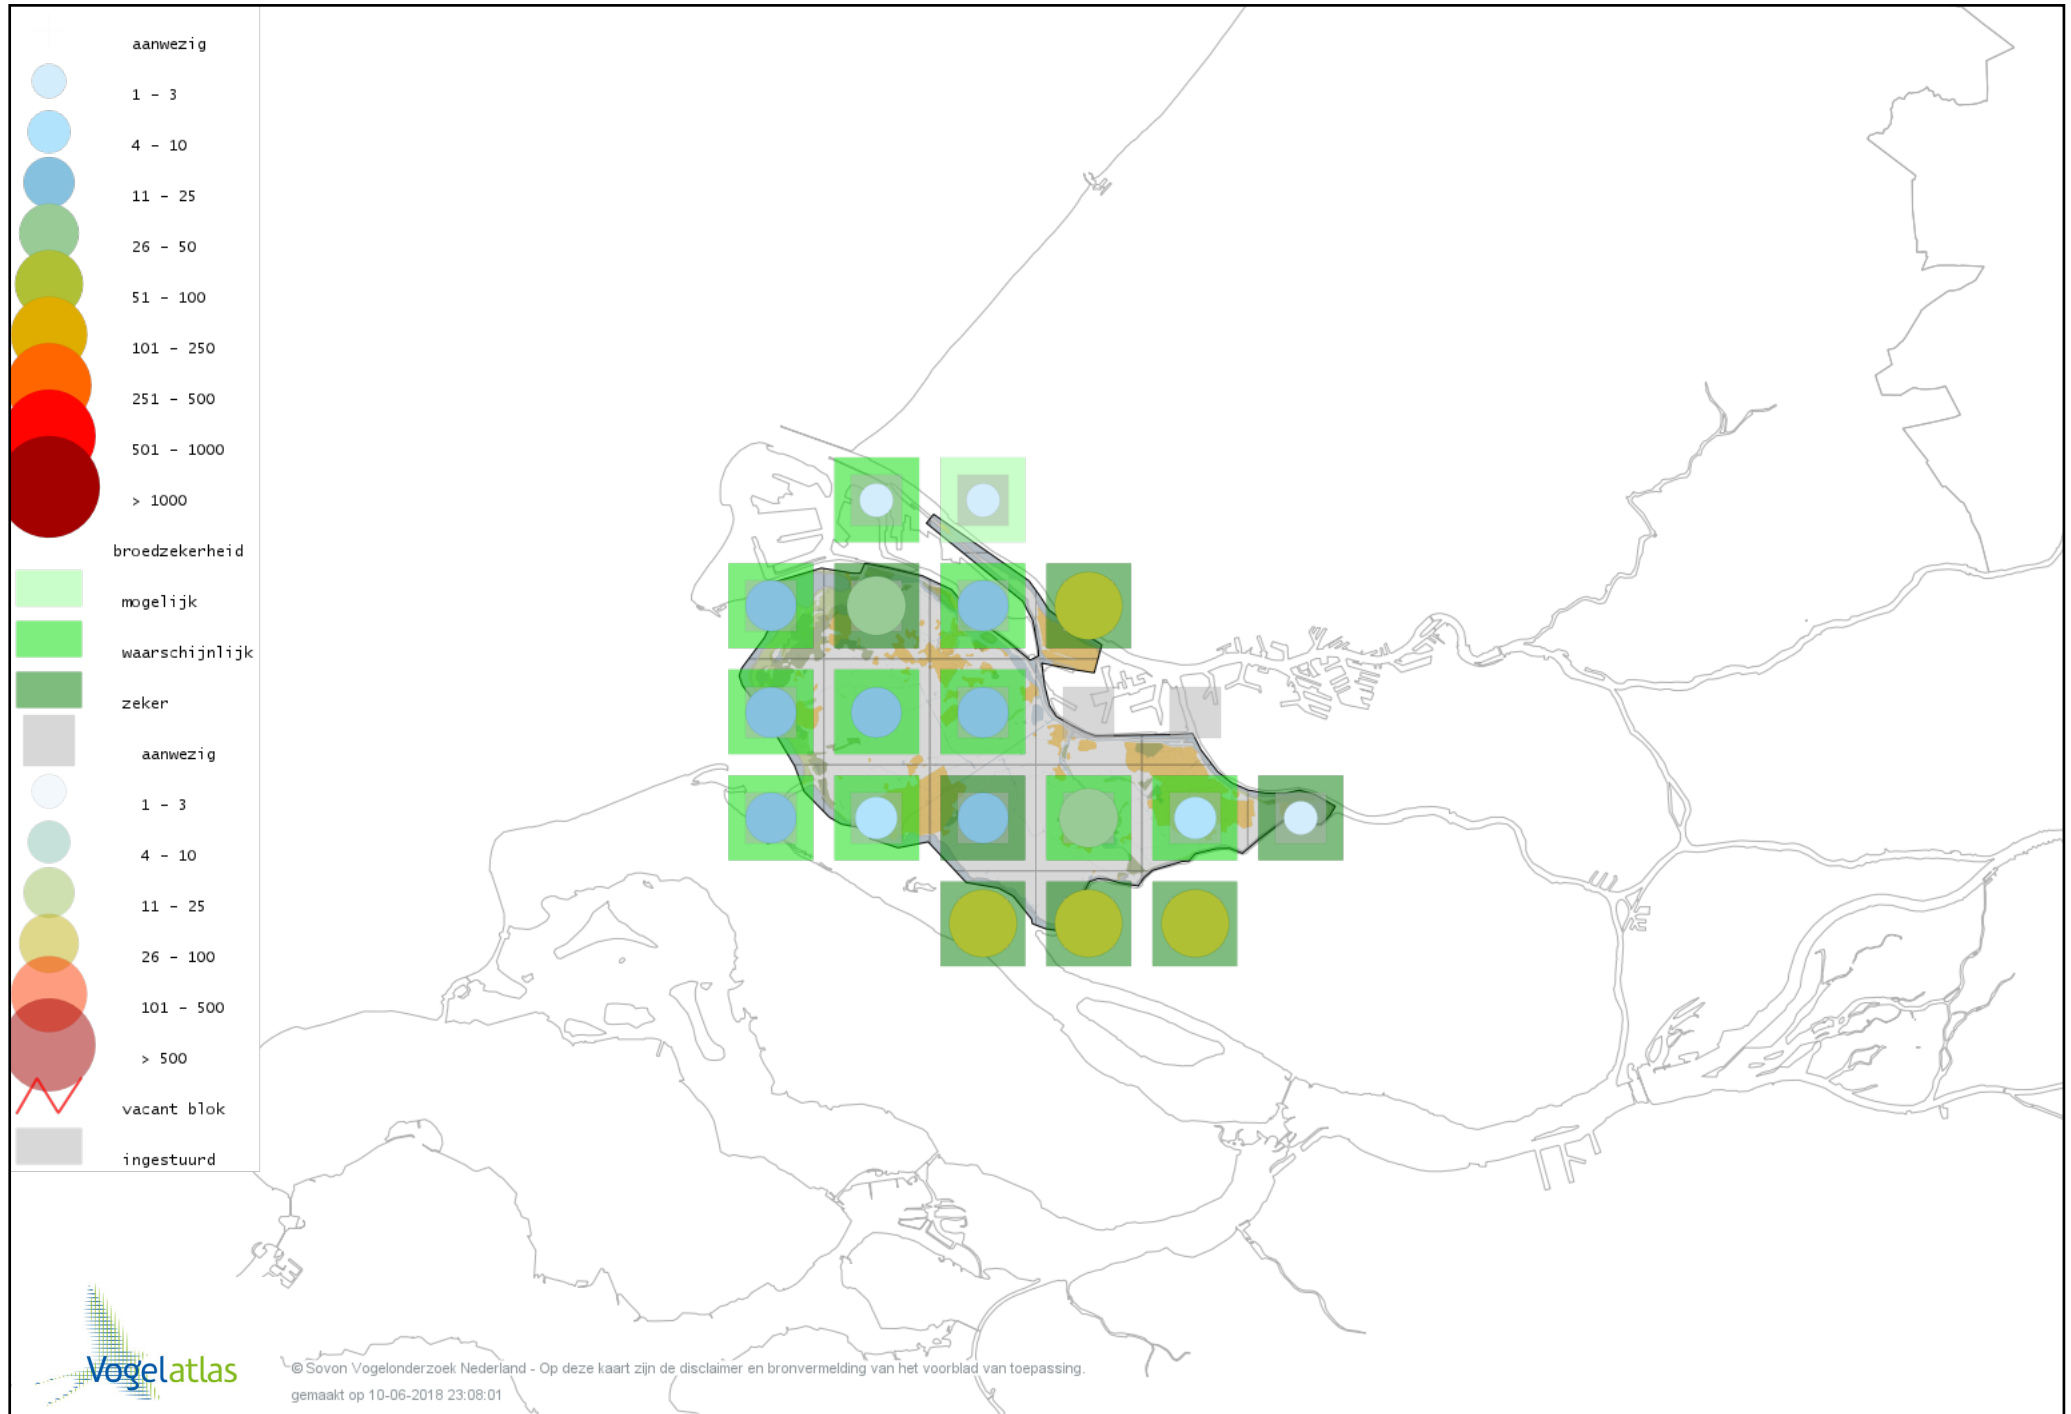 aanwezig
1 - 3
4 - 10
11 - 25
26 - 50
51 - 100
101 - 250
251 - 500
501 - 1000
> 1000
broedzekerheid
mogelijk
waarschijnlijk
zeker
aanwezig
1 - 3
4 - 10
11 - 25
26 - 100
101 - 500
> 500
vacant blok
ingestuurd
Vogelatlas
© Sovon Vogelonderzoek Nederland - Op deze kaart zijn de disclaimer en bronvermelding van het voorblad van toepassing.
gemaakt op 10-06-2018 23:08:01